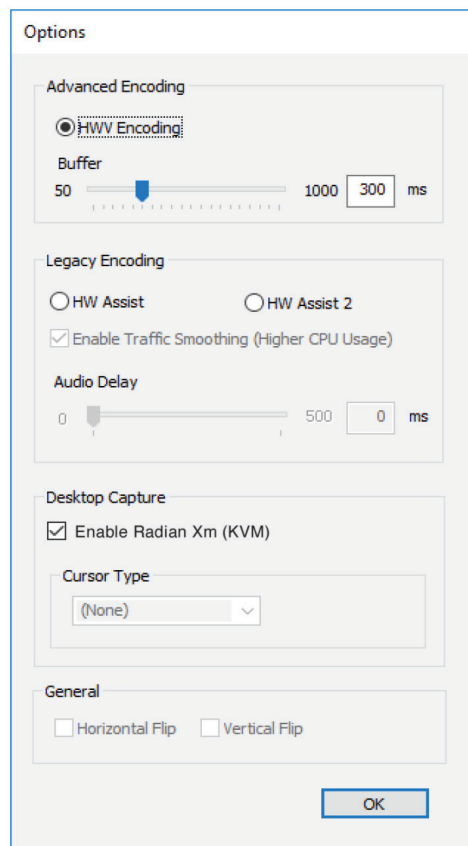 Options
Advanced Encoding
HWV Encoding
Buffer
50 1000 300 ms
Legacy Encoding
HW Assist HW Assist 2
Enable Traffic Smoothing (Higher CPU Usage)
Audio Delay
0 500 0 ms
Desktop Capture
Enable Radian Xm (KVM)
Cursor Type
(None)
General
Horizontal Flip Vertical Flip
OK